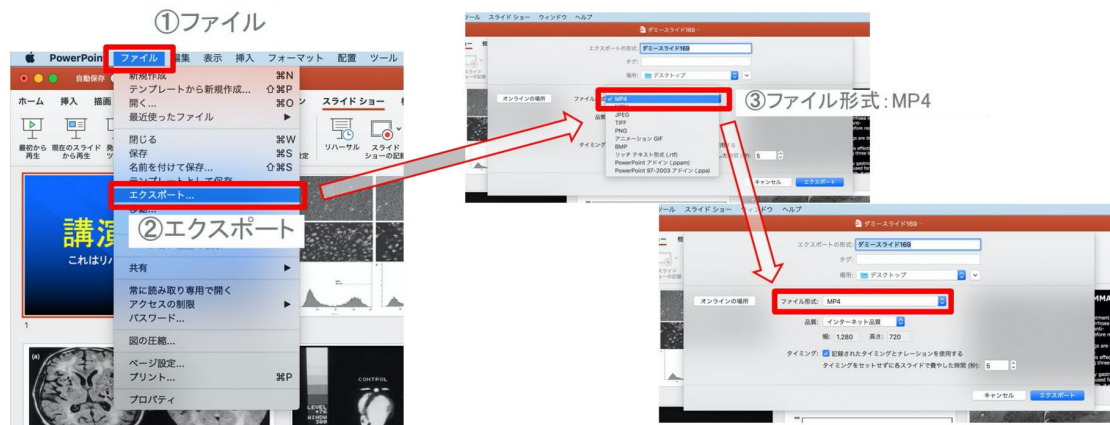 ①ファイル
PowerPoint ファイル 編集 表示 挿入 フォーマット 配置 ツール
自動保存
ホーム 挿入 描画
スライド ショー
最初から再生
現在のスライドから再生
リハーサル
スライド ショーの記録
新規作成 ⌘N
テンプレートから新規作成... ⇧⌘P
開く... ⌘O
最近使ったファイル ▶
閉じる ⌘W
保存 ⌘S
名前を付けて保存... ⇧⌘S
テンプレートとして保存...
エクスポート...
②エクスポート
共有 ▶
常に読み取り専用で開く
アクセスの制限 ▶
パスワード...
図の圧縮...
ページ設定...
プリント... ⌘P
プロパティ
講演
これはリハ
1
(a)
LEVEL
+76
WINDOW
300
CONTROL
ツール スライド ショー ウィンドウ ヘルプ
ダミースライド169
エクスポートの形式: ダミースライド169
タグ:
場所: デスクトップ
オンラインの場所
✓ MP4
JPEG
TIFF
PNG
アニメーション GIF
BMP
リッチ テキスト形式 (.rtf)
PowerPoint アドイン (.ppam)
PowerPoint 97-2003 アドイン (.ppa)
タイミング
5
キャンセル エクスポート
③ファイル形式:MP4
ツール スライド ショー ウィンドウ ヘルプ
ダミースライド169
エクスポートの形式: ダミースライド169
タグ:
場所: デスクトップ
オンラインの場所
ファイル形式: MP4
品質: インターネット品質
幅: 1,280 高さ: 720
タイミング: 記録されたタイミングとナレーションを使用する
タイミングをセットせずに各スライドで費やした時間 (秒): 5
キャンセル エクスポート